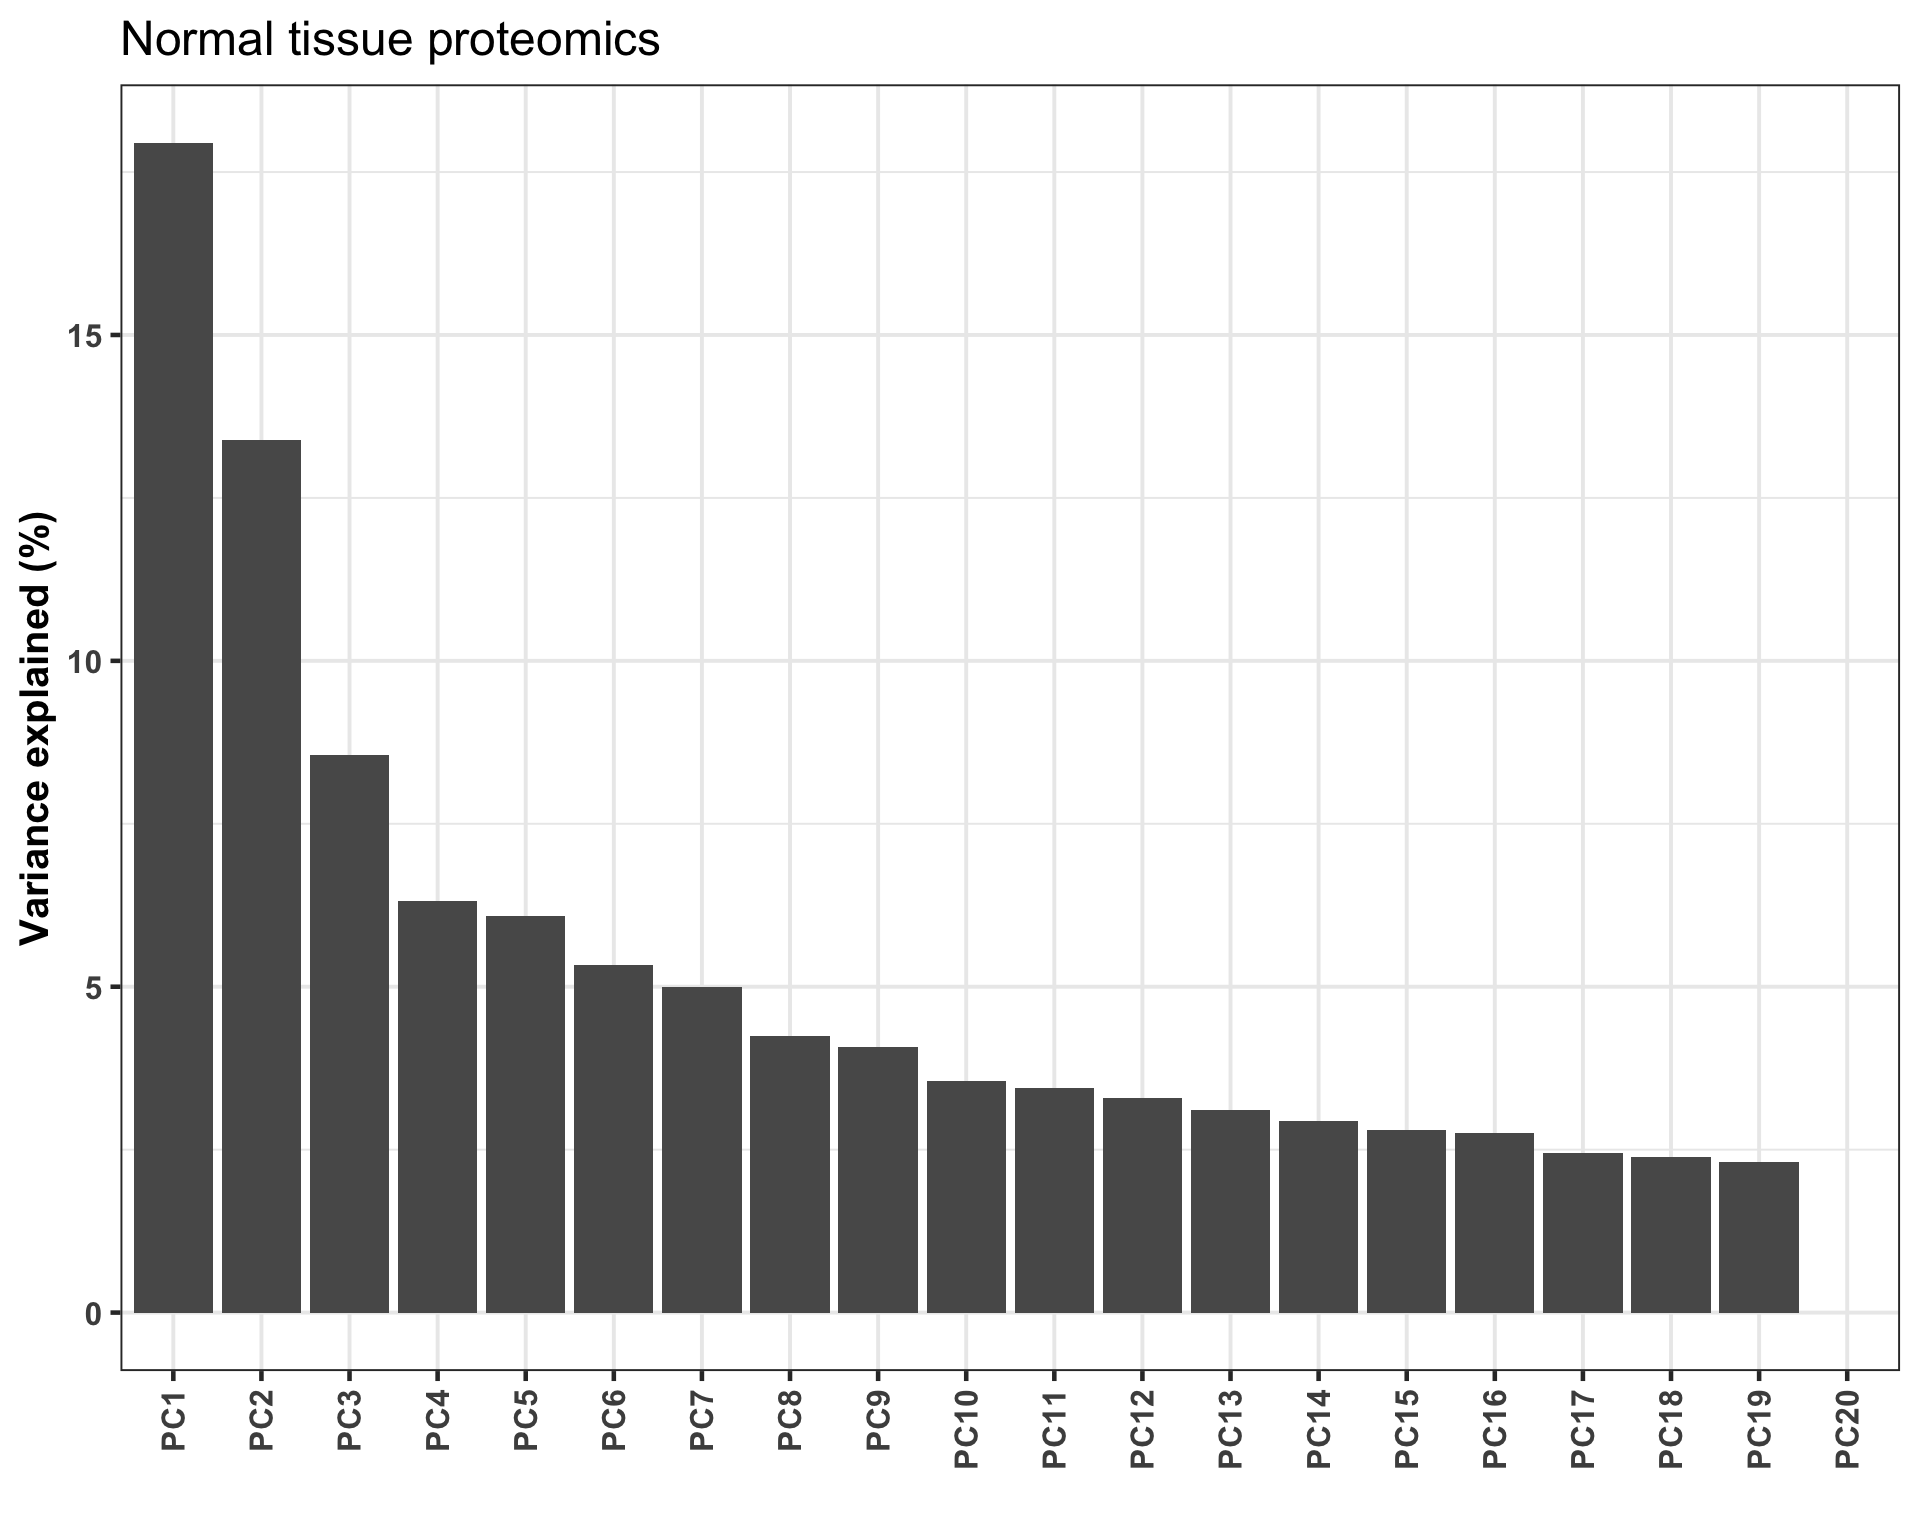 Normal tissue proteomics
Variance explained (%)
15
10
5
0
PC1
PC2
PC3
PC4
PC5
PC6
PC7
PC8
PC9
PC10
PC11
PC12
PC13
PC14
PC15
PC16
PC17
PC18
PC19
PC20